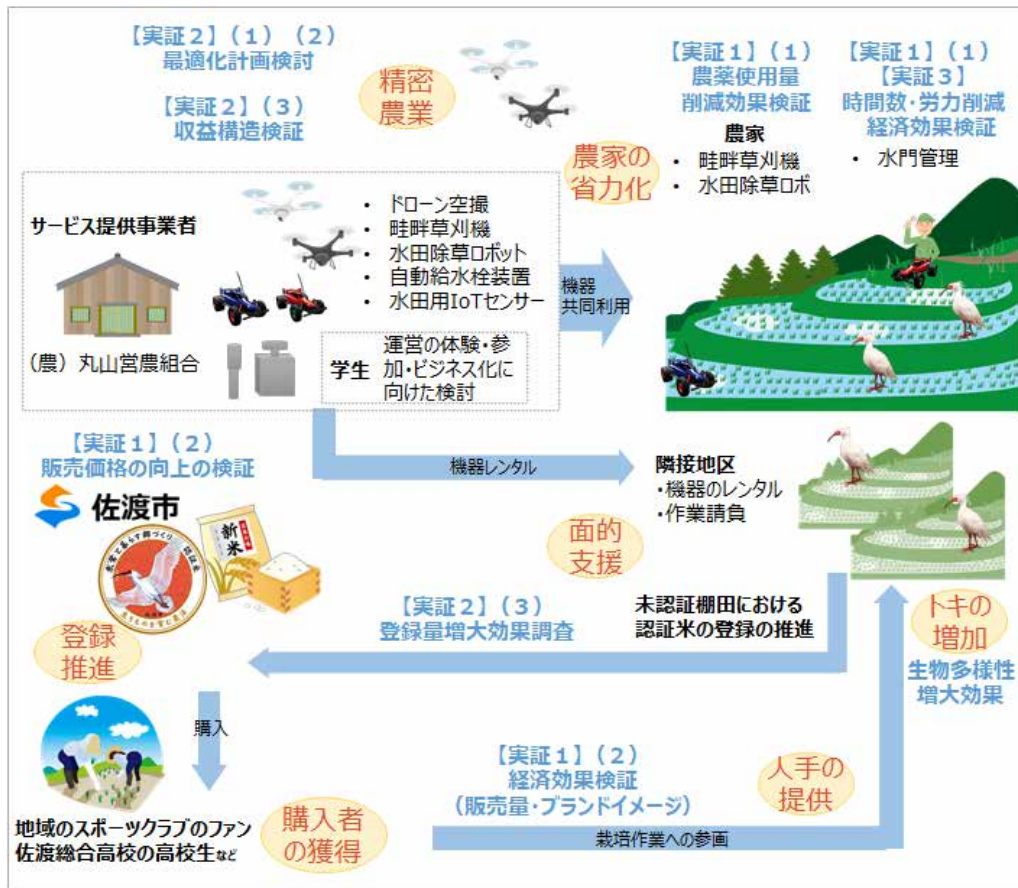 【実証２】(１) (２)
最適化計画検討
【実証２】(３)
収益構造検証
精密
農業
【実証１】(１)
農薬使用量
削減効果検証
農家
• 畦畔草刈機
• 水田除草ロボ
【実証１】(１)
【実証３】
時間数･労力削減
経済効果検証
• 水門管理
農家の
省力化
サービス提供事業者
(農) 丸山営農組合
• ドローン空撮
• 畦畔草刈機
• 水田除草ロボット
• 自動給水栓装置
• 水田用IoTセンサー
学生
運営の体験･参
加･ビジネス化に
向けた検討
機器
共同利用
機器レンタル
隣接地区
･機器のレンタル
･作業請負
面的
支援
【実証１】(２)
販売価格の向上の検証
佐渡市
新米
登録
推進
【実証２】(３)
登録量増大効果調査
未認証棚田における
認証米の登録の推進
トキの
増加
生物多様性
増大効果
購入
地域のスポーツクラブのファン
佐渡総合高校の高校生など
購入者
の獲得
【実証１】(２)
経済効果検証
(販売量･ブランドイメージ)
人手の
提供
栽培作業への参画